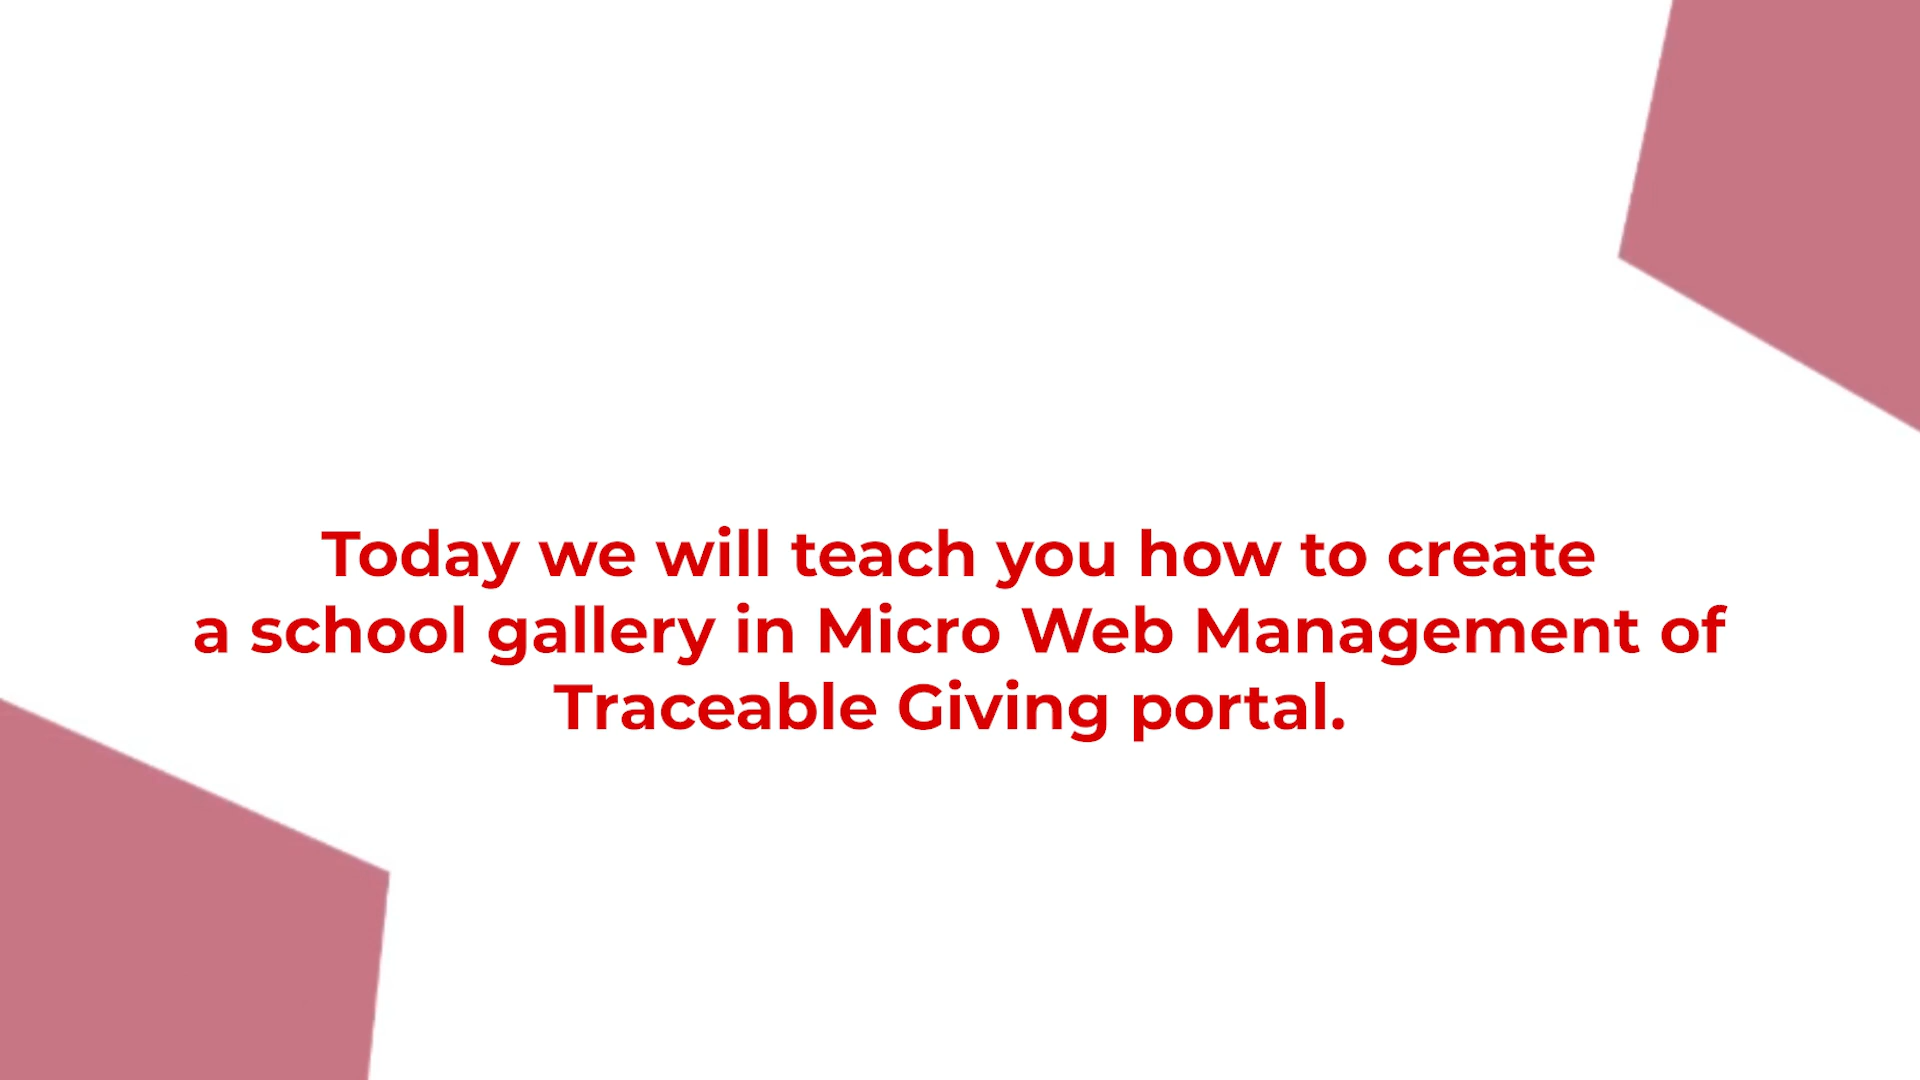 Today we will teach you how to create
a school gallery in Micro Web Management of
Traceable Giving portal.